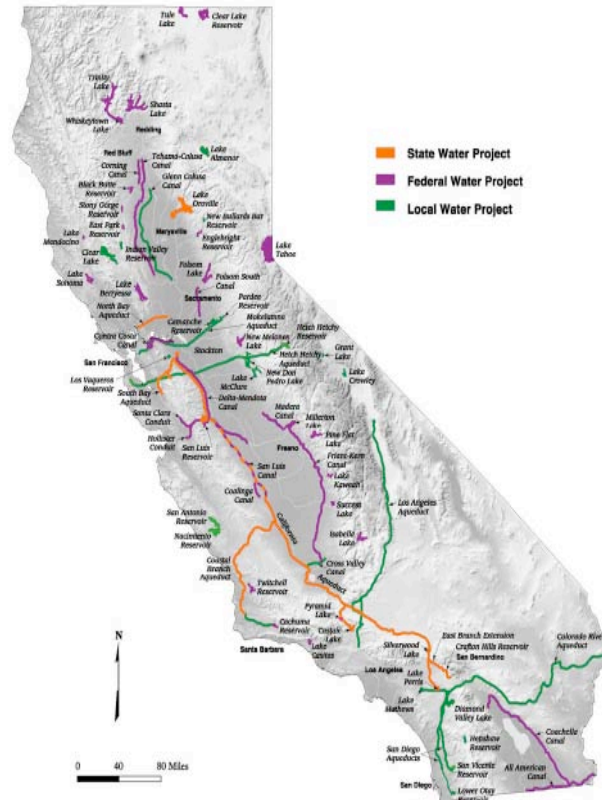 Tule
Lake
Clear Lake
Reservoir
Trinity
Lake
Shasta
Lake
Whiskeytown
Lake
Redding
State Water Project
Federal Water Project
Local Water Project
Red Bluff
Tehama-Colusa
Canal
Lake
Almanor
Corning
Canal
Glenn Colusa
Canal
Black Butte
Reservoir
Lake
Oroville
Stony Gorge
Reservoir
New Bullards Bar
Reservoir
East Park
Reservoir
Marysville
Englebright
Reservoir
Lake
Mendocino
Indian Valley
Reservoir
Clear
Lake
Lake
Tahoe
Folsom
Lake
Folsom South
Canal
Lake
Sonoma
Lake
Berryessa
Sacramento
Pardee
Reservoir
North Bay
Aqueduct
Camanche
Reservoir
Mokelumne
Aqueduct
Hetch Hetchy
Reservoir
Contra Costa
Canal
New Melones
Lake
Grant
Lake
San Francisco
Stockton
Hetch Hetchy
Aqueduct
Lake
Crowley
Los Vaqueros
Reservoir
Lake
McClure
New Don
Pedro Lake
South Bay
Aqueduct
Delta-Mendota
Canal
Santa Clara
Conduit
Madera
Canal
Millerton
Lake
Hollister
Conduit
San Luis
Reservoir
Fresno
Pine Flat
Lake
Friant-Kern
Canal
San Luis
Canal
Lake
Kaweah
Coalinga
Canal
Success
Lake
Los Angeles
Aqueduct
San Antonio
Reservoir
Nacimiento
Reservoir
California
Aqueduct
Isabella
Lake
Coastal
Branch
Aqueduct
Cross Valley
Canal
Twitchell
Reservoir
Pyramid
Lake
Cachuma
Reservoir
Castaic
Lake
Santa Barbara
Lake
Casitas
Silverwood
Lake
East Branch Extension
Crafton Hills Reservoir
San Bernardino
Colorado River
Aqueduct
Los Angeles
Lake
Perris
Lake
Mathews
Diamond
Valley Lake
Coachella
Canal
Henshaw
Reservoir
San Diego
Aqueducts
San Vicente
Reservoir
All American
Canal
San Diego
Lower Otay
N
0 40 80 Miles